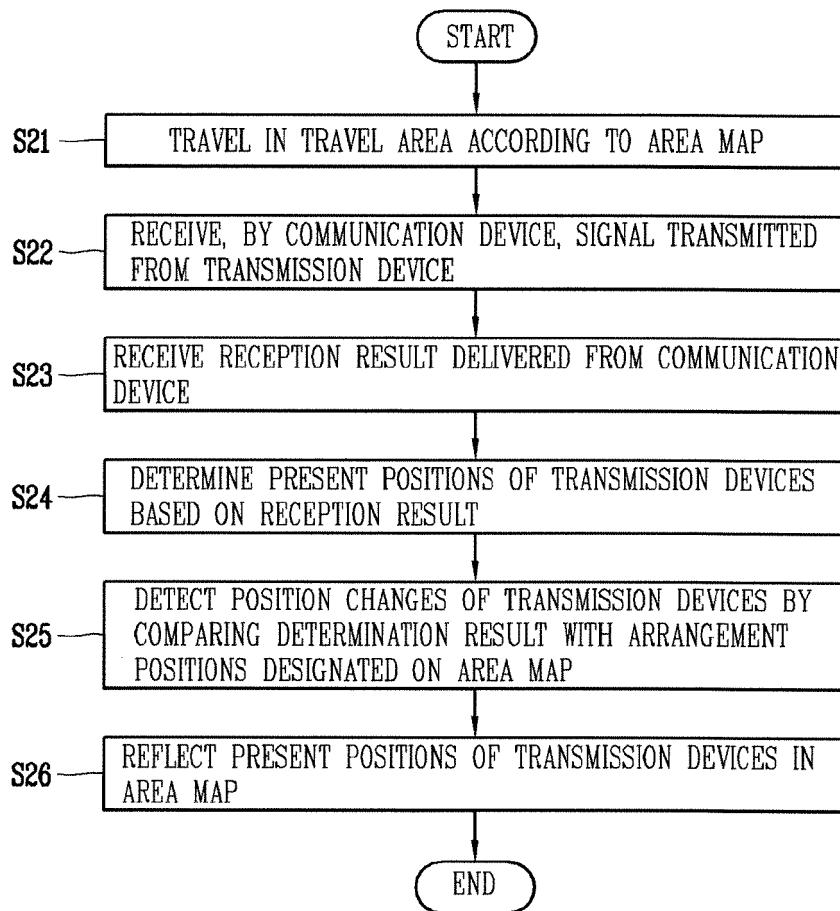 START
S21
TRAVEL IN TRAVEL AREA ACCORDING TO AREA MAP
S22
RECEIVE, BY COMMUNICATION DEVICE, SIGNAL TRANSMITTED
FROM TRANSMISSION DEVICE
S23
RECEIVE RECEPTION RESULT DELIVERED FROM COMMUNICATION
DEVICE
S24
DETERMINE PRESENT POSITIONS OF TRANSMISSION DEVICES
BASED ON RECEPTION RESULT
S25
DETECT POSITION CHANGES OF TRANSMISSION DEVICES BY
COMPARING DETERMINATION RESULT WITH ARRANGEMENT
POSITIONS DESIGNATED ON AREA MAP
S26
REFLECT PRESENT POSITIONS OF TRANSMISSION DEVICES IN
AREA MAP
END